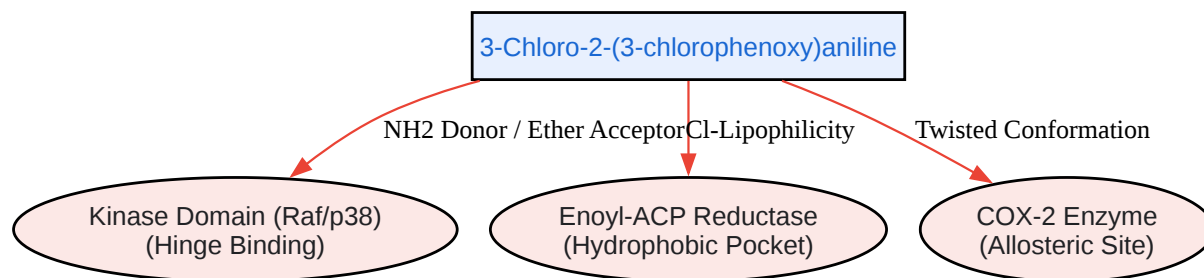 3-Chloro-2-(3-chlorophenoxy)aniline
NH2 Donor / Ether Acceptor
Cl-Lipophilicity
Twisted Conformation
Kinase Domain (Raf/p38)
(Hinge Binding)
Enoyl-ACP Reductase
(Hydrophobic Pocket)
COX-2 Enzyme
(Allosteric Site)